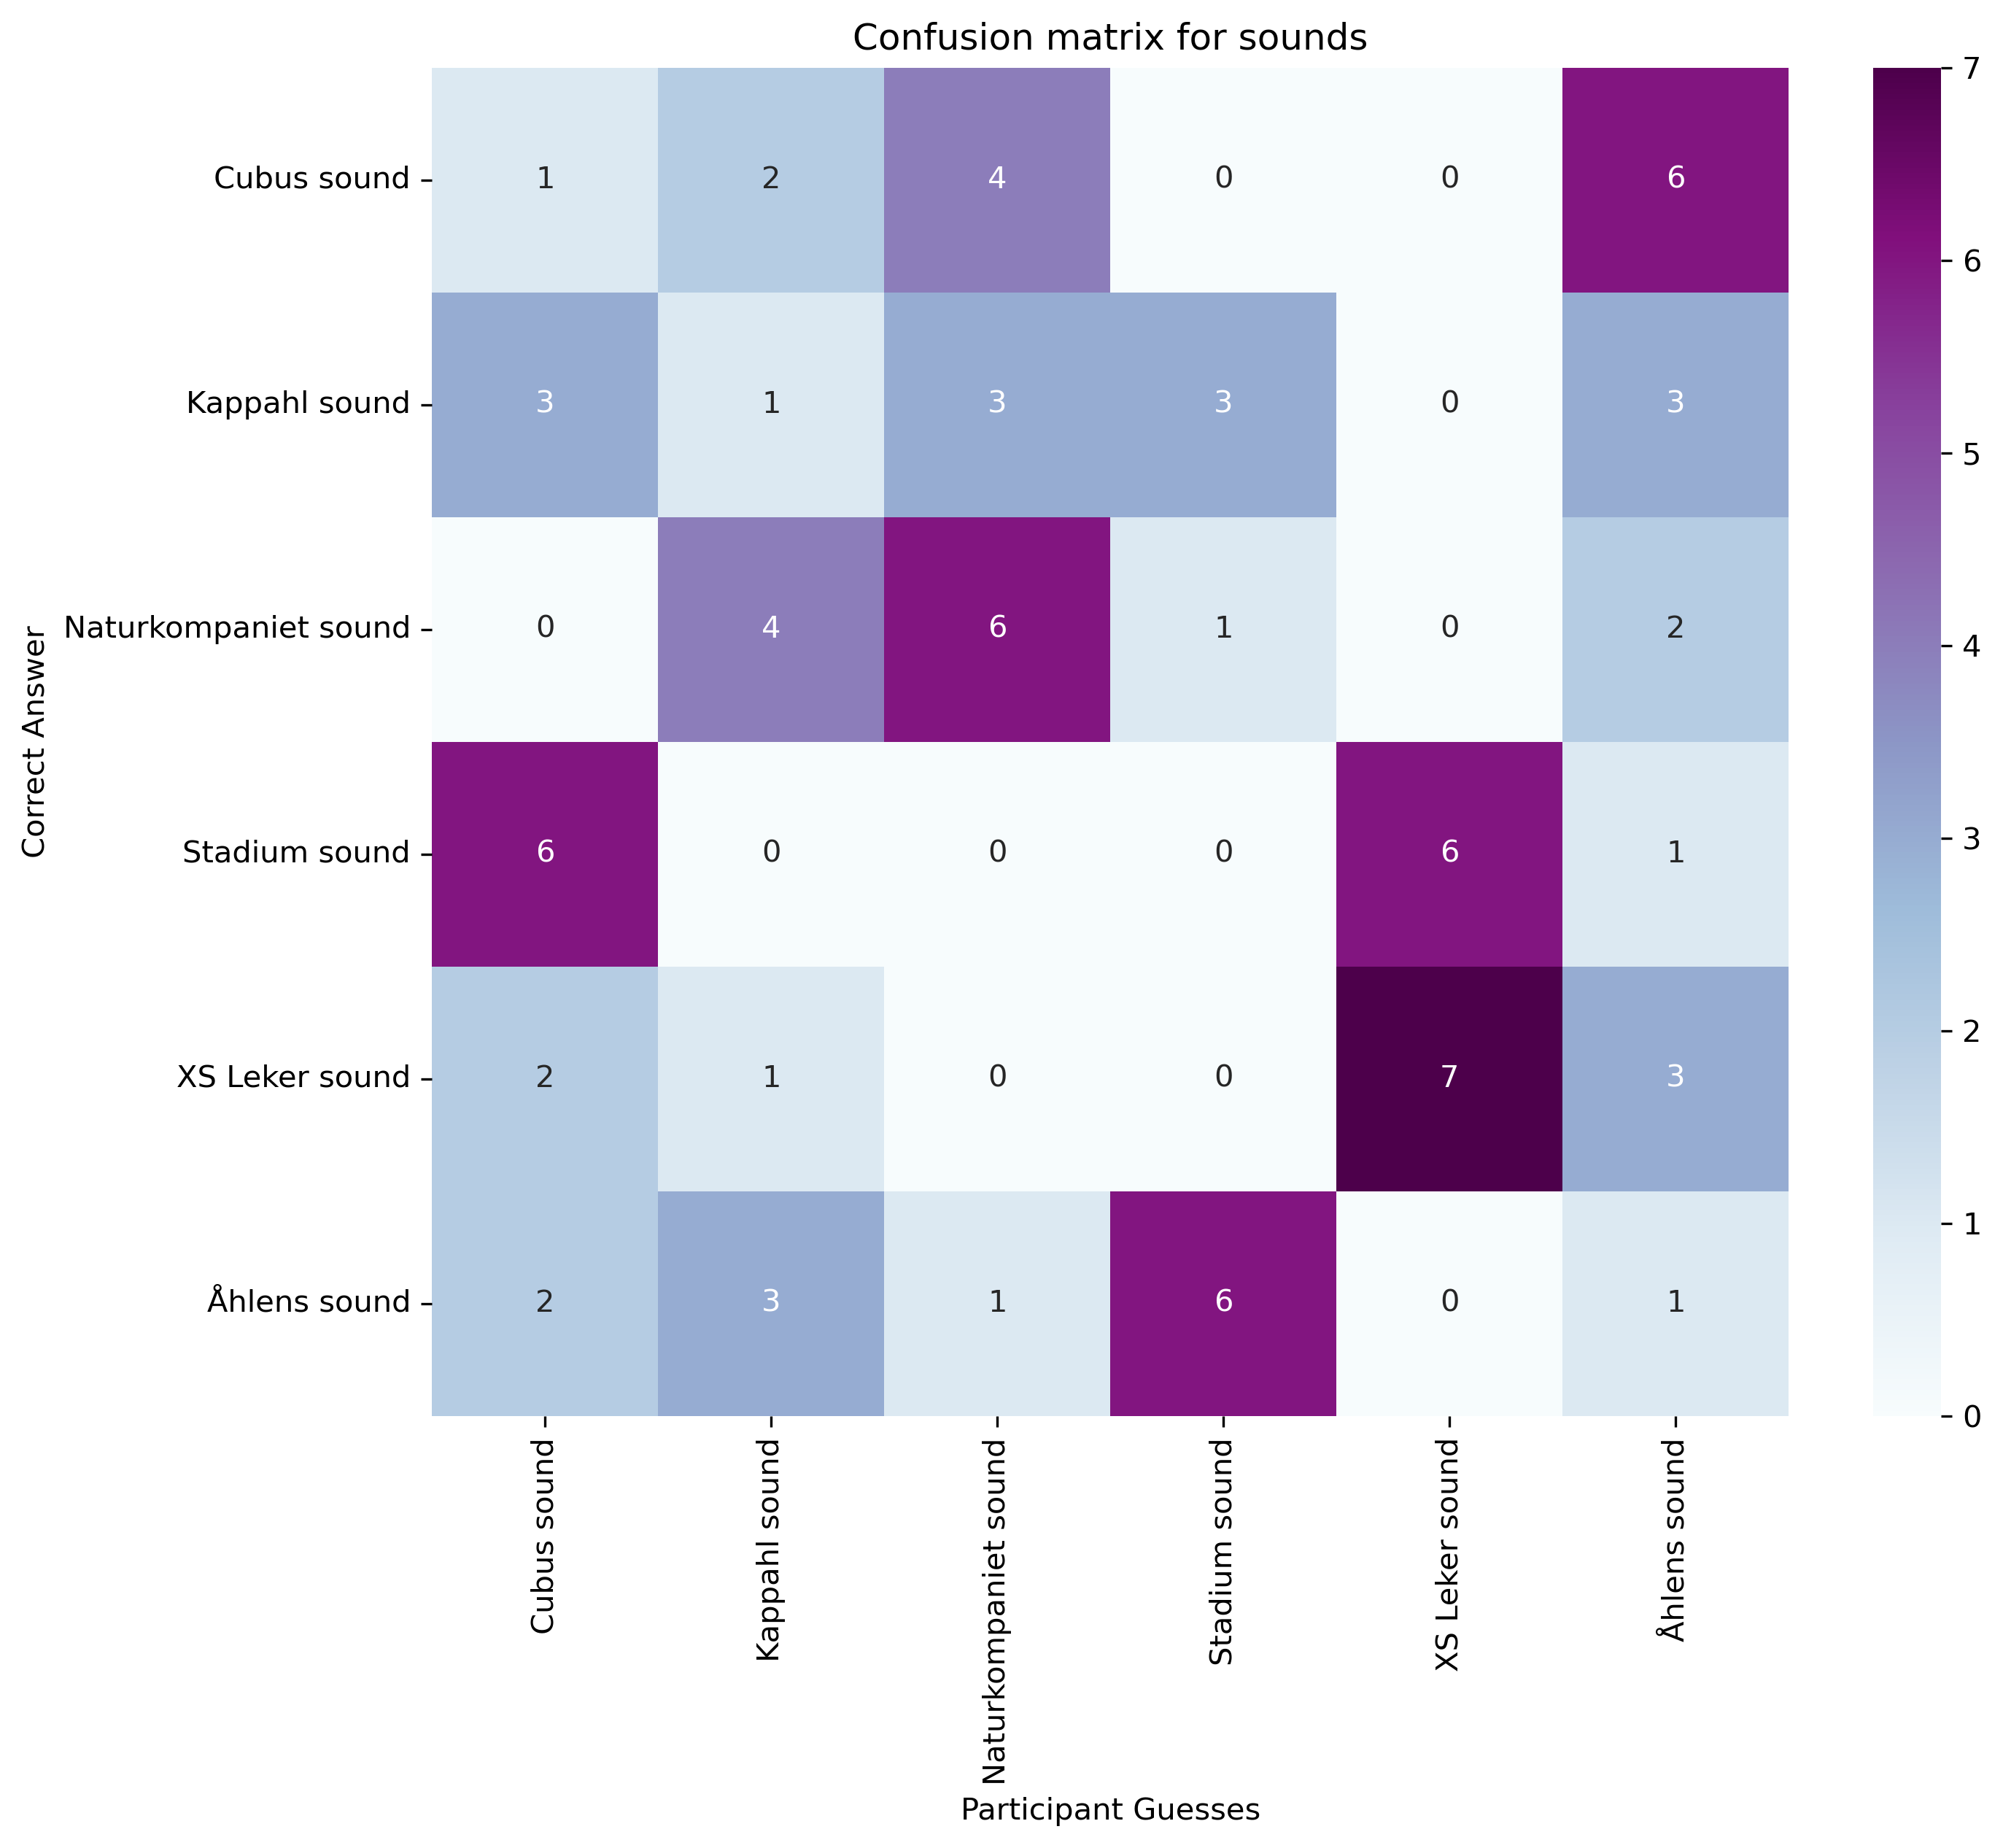 Confusion matrix for sounds
Cubus sound 1 2 4 0 0 6
Kappahl sound 3 1 3 3 0 3
Naturkompaniet sound 0 4 6 1 0 2
Stadium sound 6 0 0 0 6 1
XS Leker sound 2 1 0 0 7 3
Åhlens sound 2 3 1 6 0 1
Correct Answer
Cubus sound
Kappahl sound
Naturkompaniet sound
Stadium sound
XS Leker sound
Åhlens sound
Participant Guesses
7
6
5
4
3
2
1
0